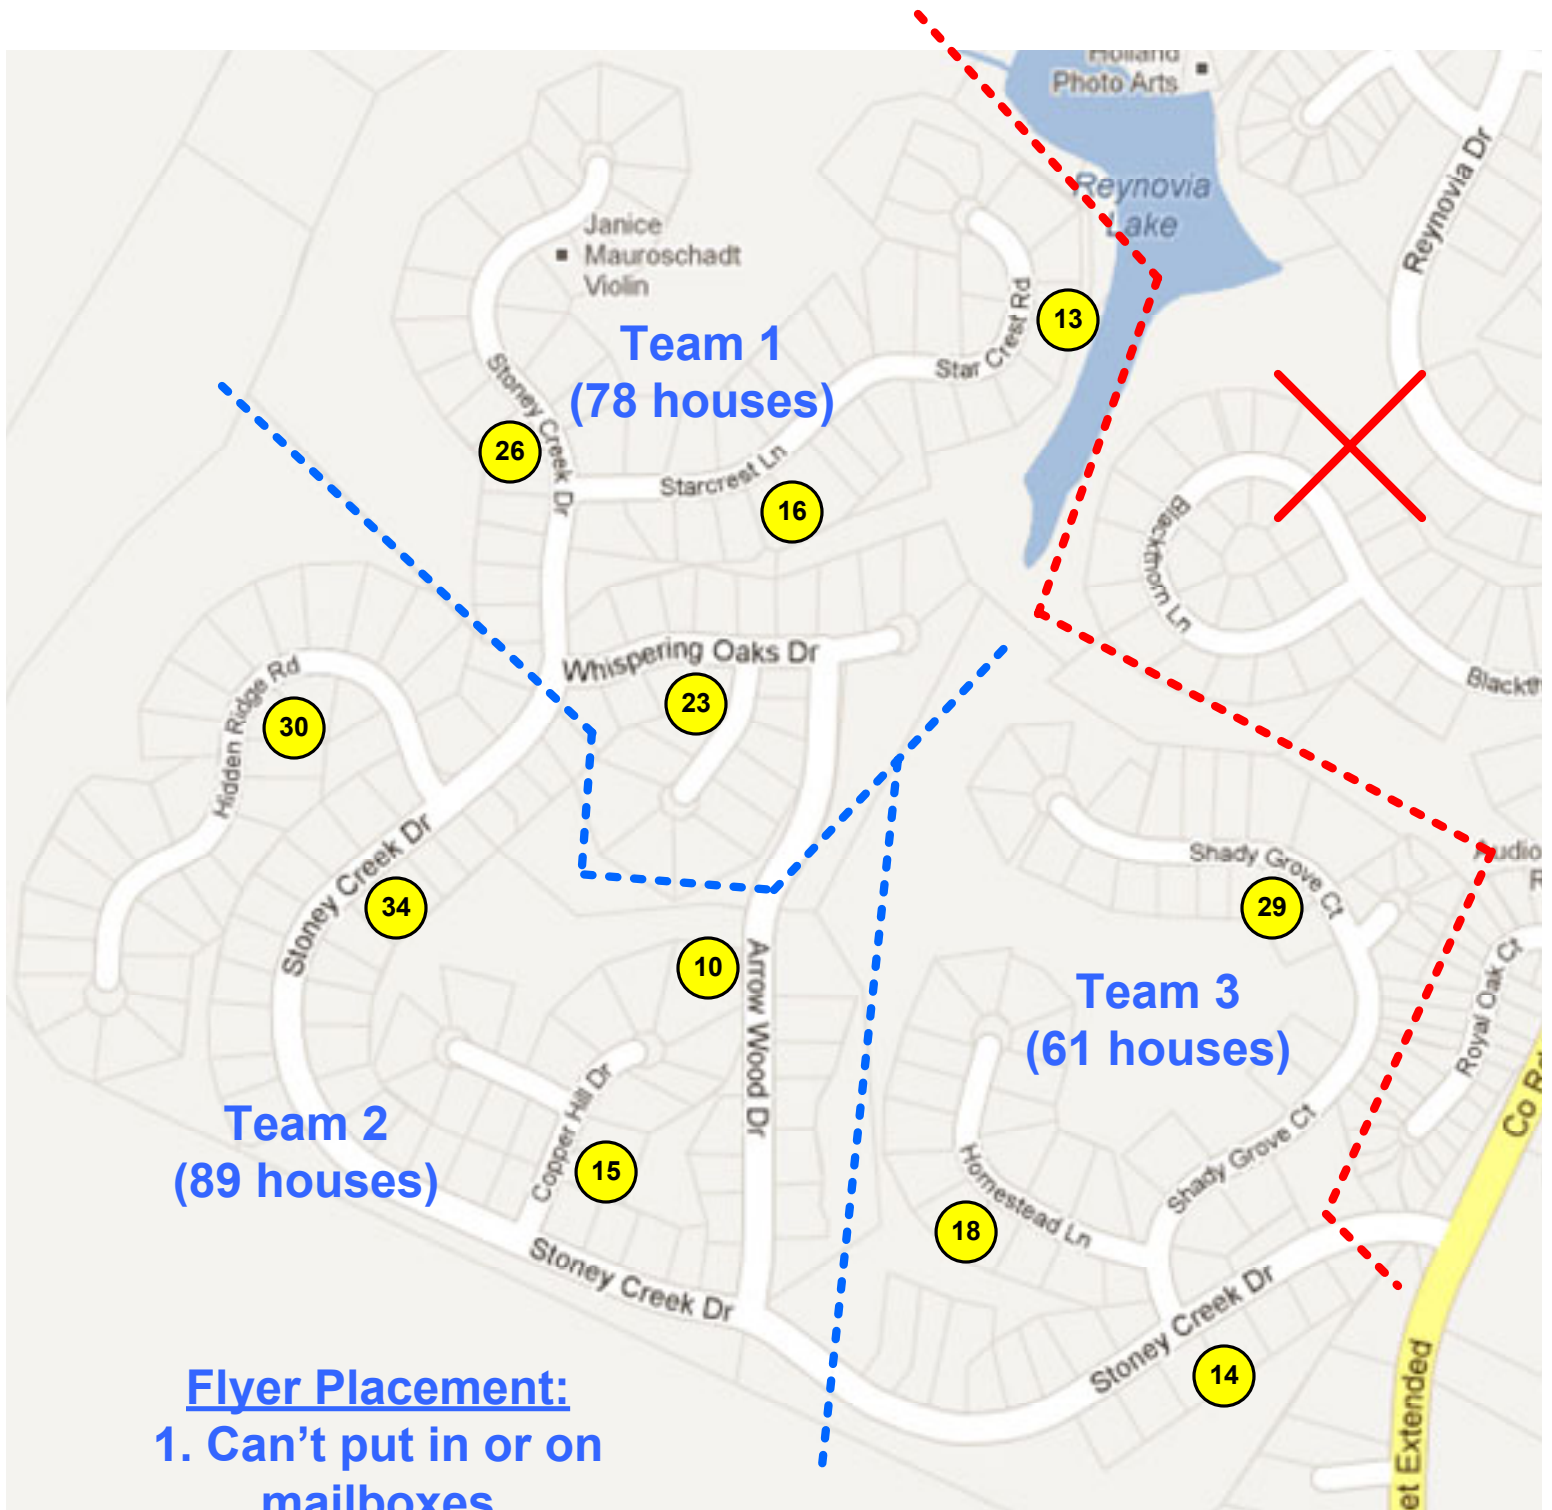 Holland
Photo Arts
Reynovia
Lake
Reynovia Dr
Janice
Mauroschadt
Violin
Team 1
(78 houses)
Star Crest Rd
13
Stoney Creek Dr
26
Starcrest Ln
16
Blackthorn Ln
Whispering Oaks Dr
23
Hidden Ridge Rd
30
Stoney Creek Dr
34
10
Arrow Wood Dr
Shady Grove Ct
29
Audio
R
Royal Oak Ct
Team 3
(61 houses)
Co
Team 2
(89 houses)
Copper Hill Dr
15
Homestead Ln
18
Shady Grove Ct
Stoney Creek Dr
Stoney Creek Dr
14
et Extended
Flyer Placement:
1. Can’t put in or on
mailboxes